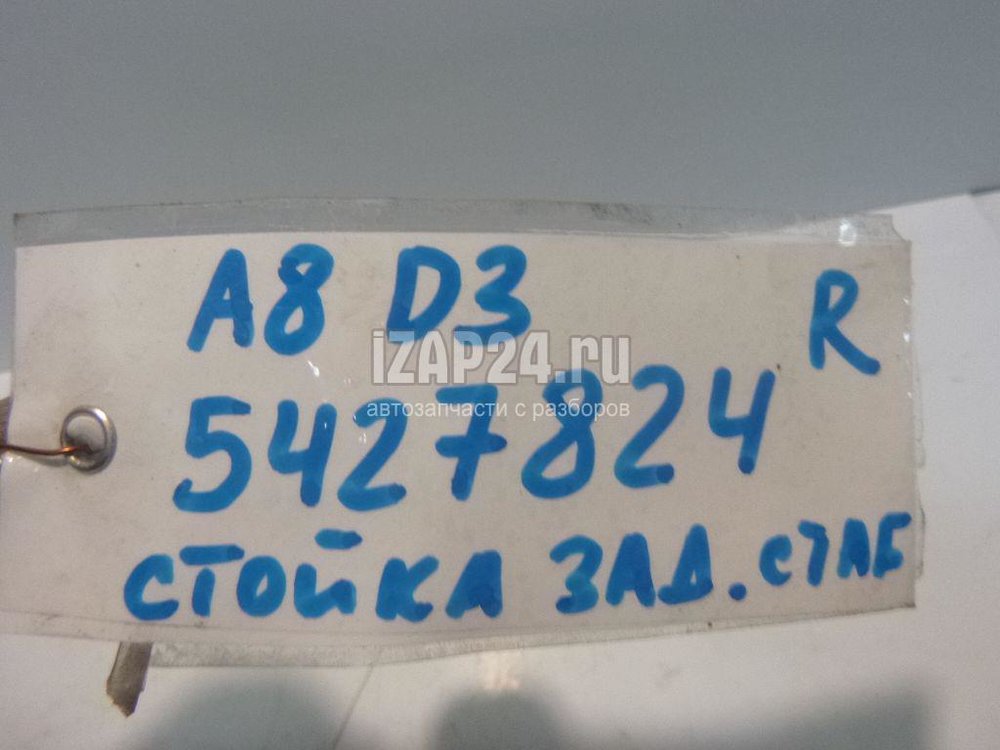 A8 D3 R
iZAP24.ru
автозапчасти с разборов
5427824
СТОЙКА ЗАД. СТАБ